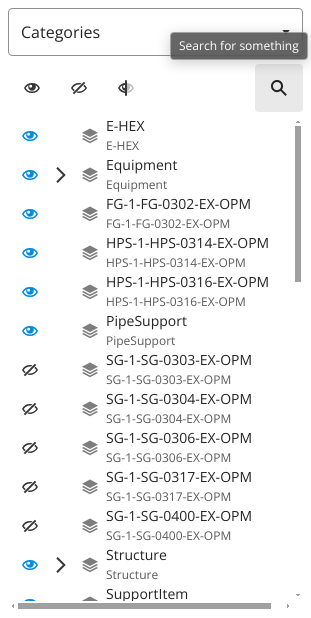 Categories
Search for something
E-HEX
E-HEX
Equipment
Equipment
FG-1-FG-0302-EX-OPM
FG-1-FG-0302-EX-OPM
HPS-1-HPS-0314-EX-OPM
HPS-1-HPS-0314-EX-OPM
HPS-1-HPS-0316-EX-OPM
HPS-1-HPS-0316-EX-OPM
PipeSupport
PipeSupport
SG-1-SG-0303-EX-OPM
SG-1-SG-0303-EX-OPM
SG-1-SG-0304-EX-OPM
SG-1-SG-0304-EX-OPM
SG-1-SG-0306-EX-OPM
SG-1-SG-0306-EX-OPM
SG-1-SG-0317-EX-OPM
SG-1-SG-0317-EX-OPM
SG-1-SG-0400-EX-OPM
SG-1-SG-0400-EX-OPM
Structure
Structure
SupportItem